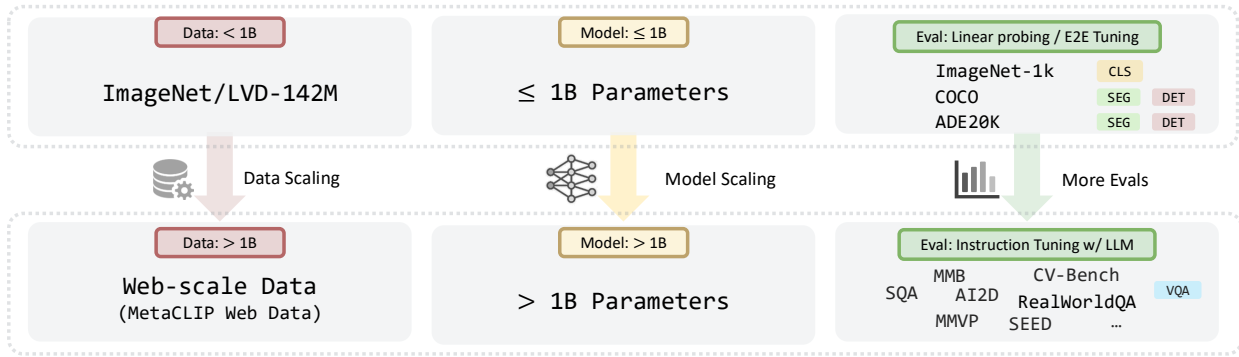 Data: < 1B
ImageNet/LVD-142M
Model: ≤ 1B
≤ 1B Parameters
Eval: Linear probing / E2E Tuning
ImageNet-1k CLS
COCO SEG DET
ADE20K SEG DET
Data Scaling
Model Scaling
More Evals
Data: > 1B
Web-scale Data
(MetaCLIP Web Data)
Model: > 1B
> 1B Parameters
Eval: Instruction Tuning w/ LLM
MMB CV-Bench
SQA AI2D RealWorldQA VQA
MMVP SEED …